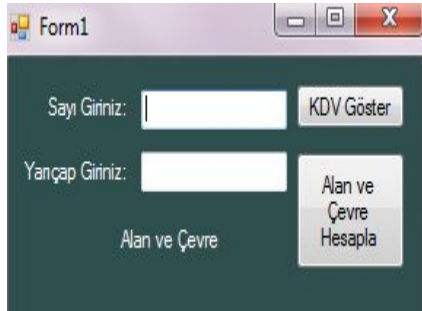 Form1
Sayı Giriniz:
KDV Göster
Yarıçap Giriniz:
Alan ve
Çevre
Hesapla
Alan ve Çevre